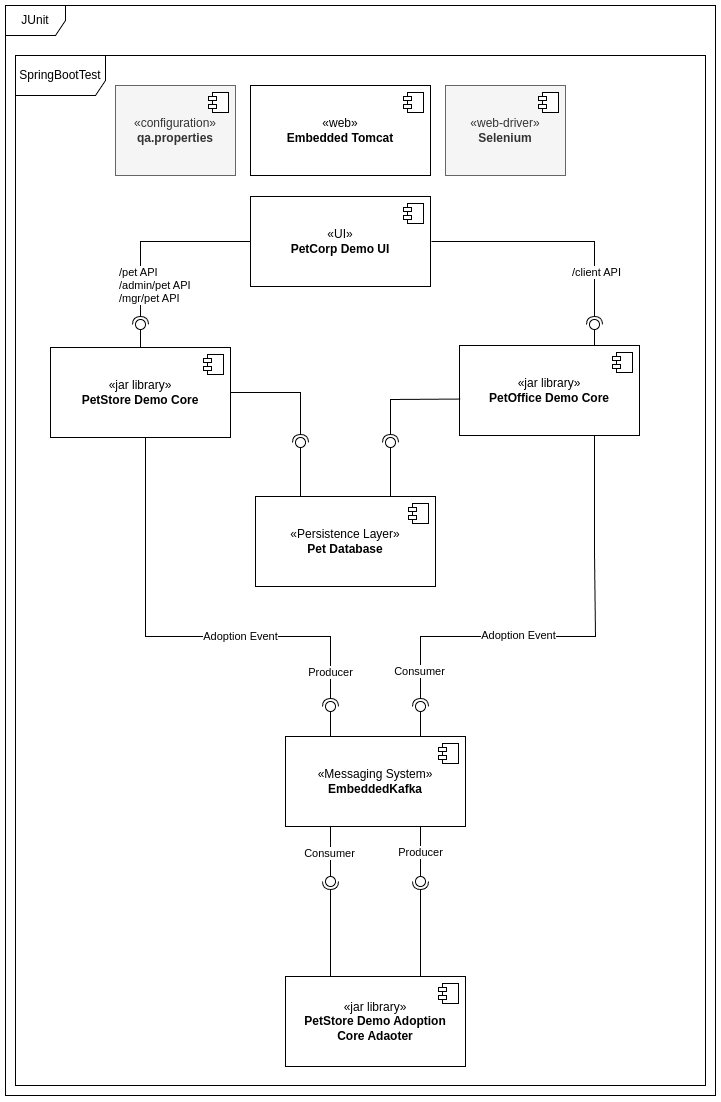 JUnit
SpringBootTest
«configuration»
qa.properties
«web»
Embedded Tomcat
«web-driver»
Selenium
«UI»
PetCorp Demo UI
/pet API
/admin/pet API
/mgr/pet API
/client API
«jar library»
PetStore Demo Core
«jar library»
PetOffice Demo Core
«Persistence Layer»
Pet Database
Adoption Event
Adoption Event
Producer
Consumer
«Messaging System»
EmbeddedKafka
Consumer
Producer
«jar library»
PetStore Demo Adoption
Core Adaoter